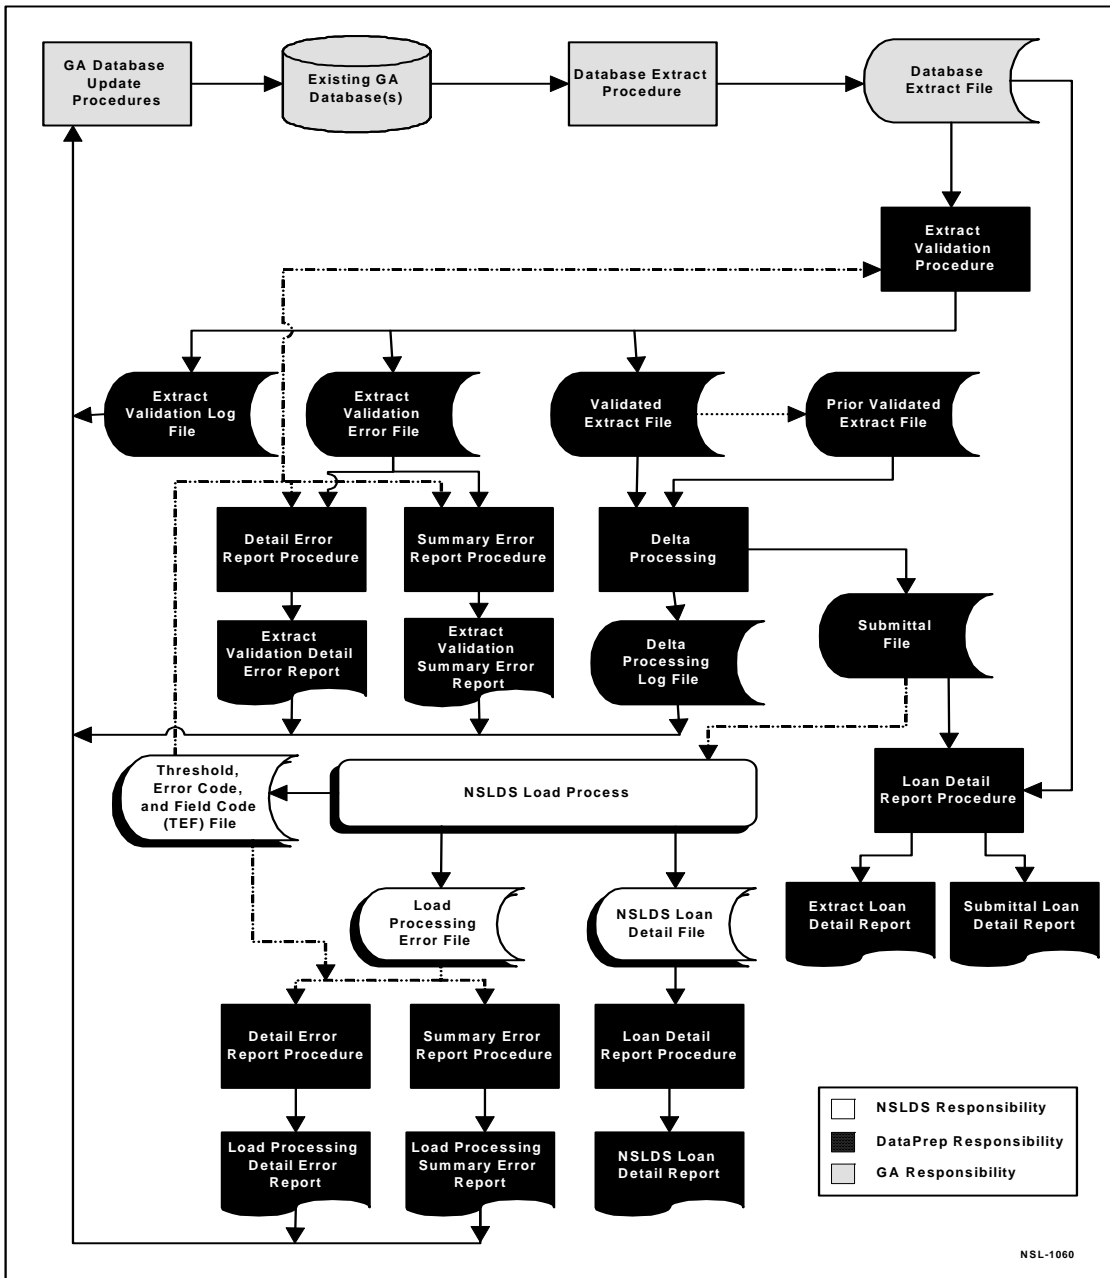 GA Database
Update
Procedures
Existing GA
Database(s)
Database Extract
Procedure
Database
Extract File
Extract
Validation
Procedure
Extract
Validation Log
File
Extract
Validation
Error File
Validated
Extract File
Prior Validated
Extract File
Detail Error
Report Procedure
Summary Error
Report Procedure
Delta
Processing
Extract
Validation Detail
Error Report
Extract
Validation
Summary Error
Report
Delta
Processing
Log File
Submittal
File
Threshold,
Error Code,
and Field Code
(TEF) File
NSLDS Load Process
Loan Detail
Report Procedure
Load
Processing
Error File
NSLDS Loan
Detail File
Extract Loan
Detail Report
Submittal Loan
Detail Report
Detail Error
Report Procedure
Summary Error
Report Procedure
Loan Detail
Report Procedure
Load Processing
Detail Error
Report
Load Processing
Summary Error
Report
NSLDS Loan
Detail Report
NSLDS Responsibility
DataPrep Responsibility
GA Responsibility
NSL-1060